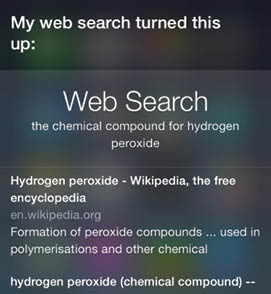 My web search turned this
up:
Web Search
the chemical compound for hydrogen
peroxide
Hydrogen peroxide - Wikipedia, the free
encyclopedia
en.wikipedia.org
Formation of peroxide compounds ... used in
polymerisations and other chemical
hydrogen peroxide (chemical compound) --